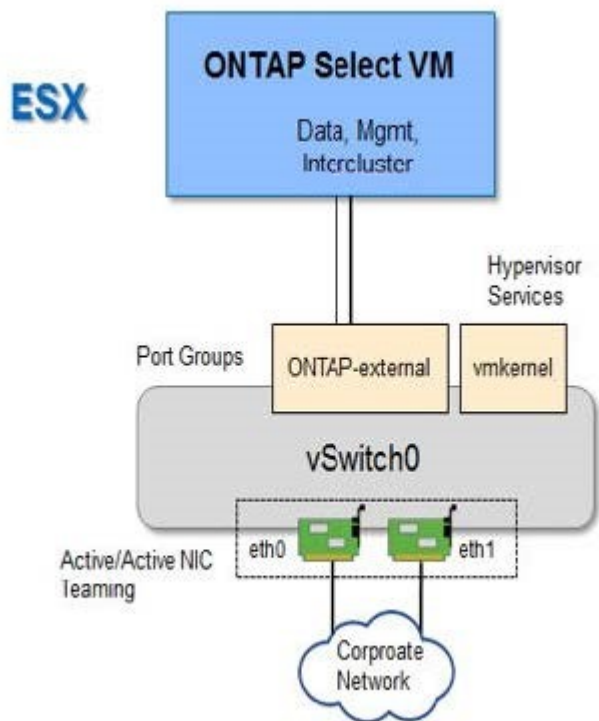 ONTAP Select VM
ESX
Data, Mgmt,
Intercluster
Hypervisor
Services
Port Groups
ONTAP-external
vmkernel
vSwitch0
eth0
eth1
Active/Active NIC
Teaming
Corproate
Network